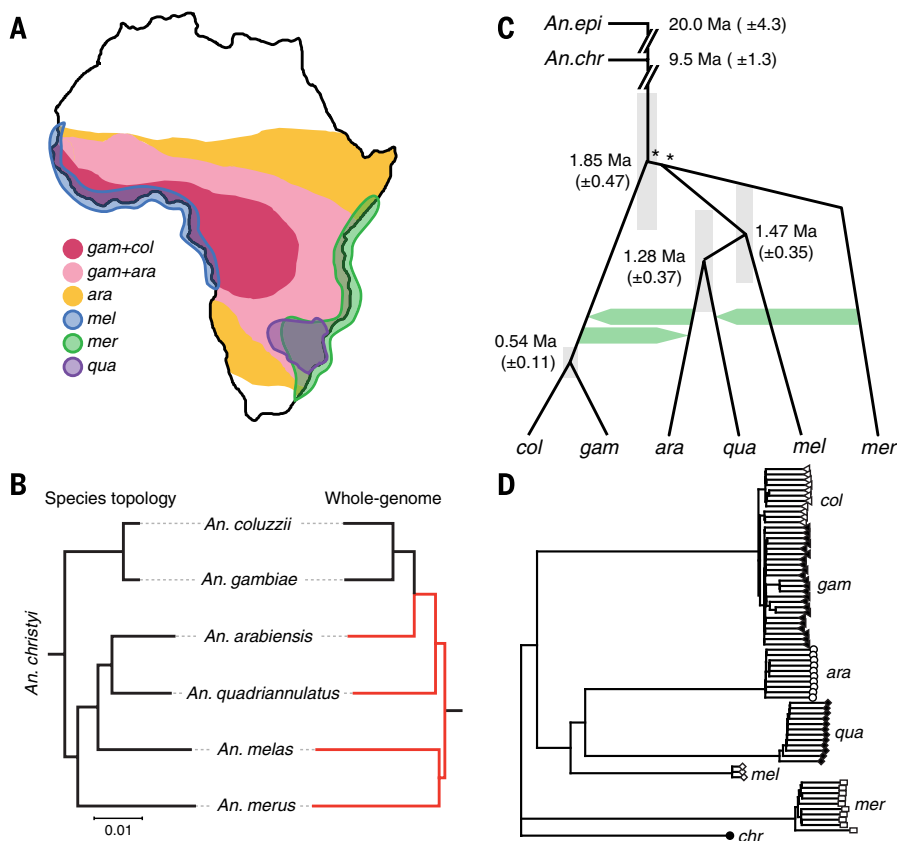 A
gam+col
gam+ara
ara
mel
mer
qua
B
Species topology
Whole-genome
An. christyi
An. coluzzii
An. gambiae
An. arabiensis
An. quadriannulatus
An. melas
An. merus
0.01
C
An.epi
20.0 Ma ( ±4.3)
An.chr
9.5 Ma ( ±1.3)
* *
1.85 Ma
(±0.47)
1.47 Ma
(±0.35)
1.28 Ma
(±0.37)
0.54 Ma
(±0.11)
col
gam
ara
qua
mel
mer
D
col
gam
ara
qua
mel
mer
chr